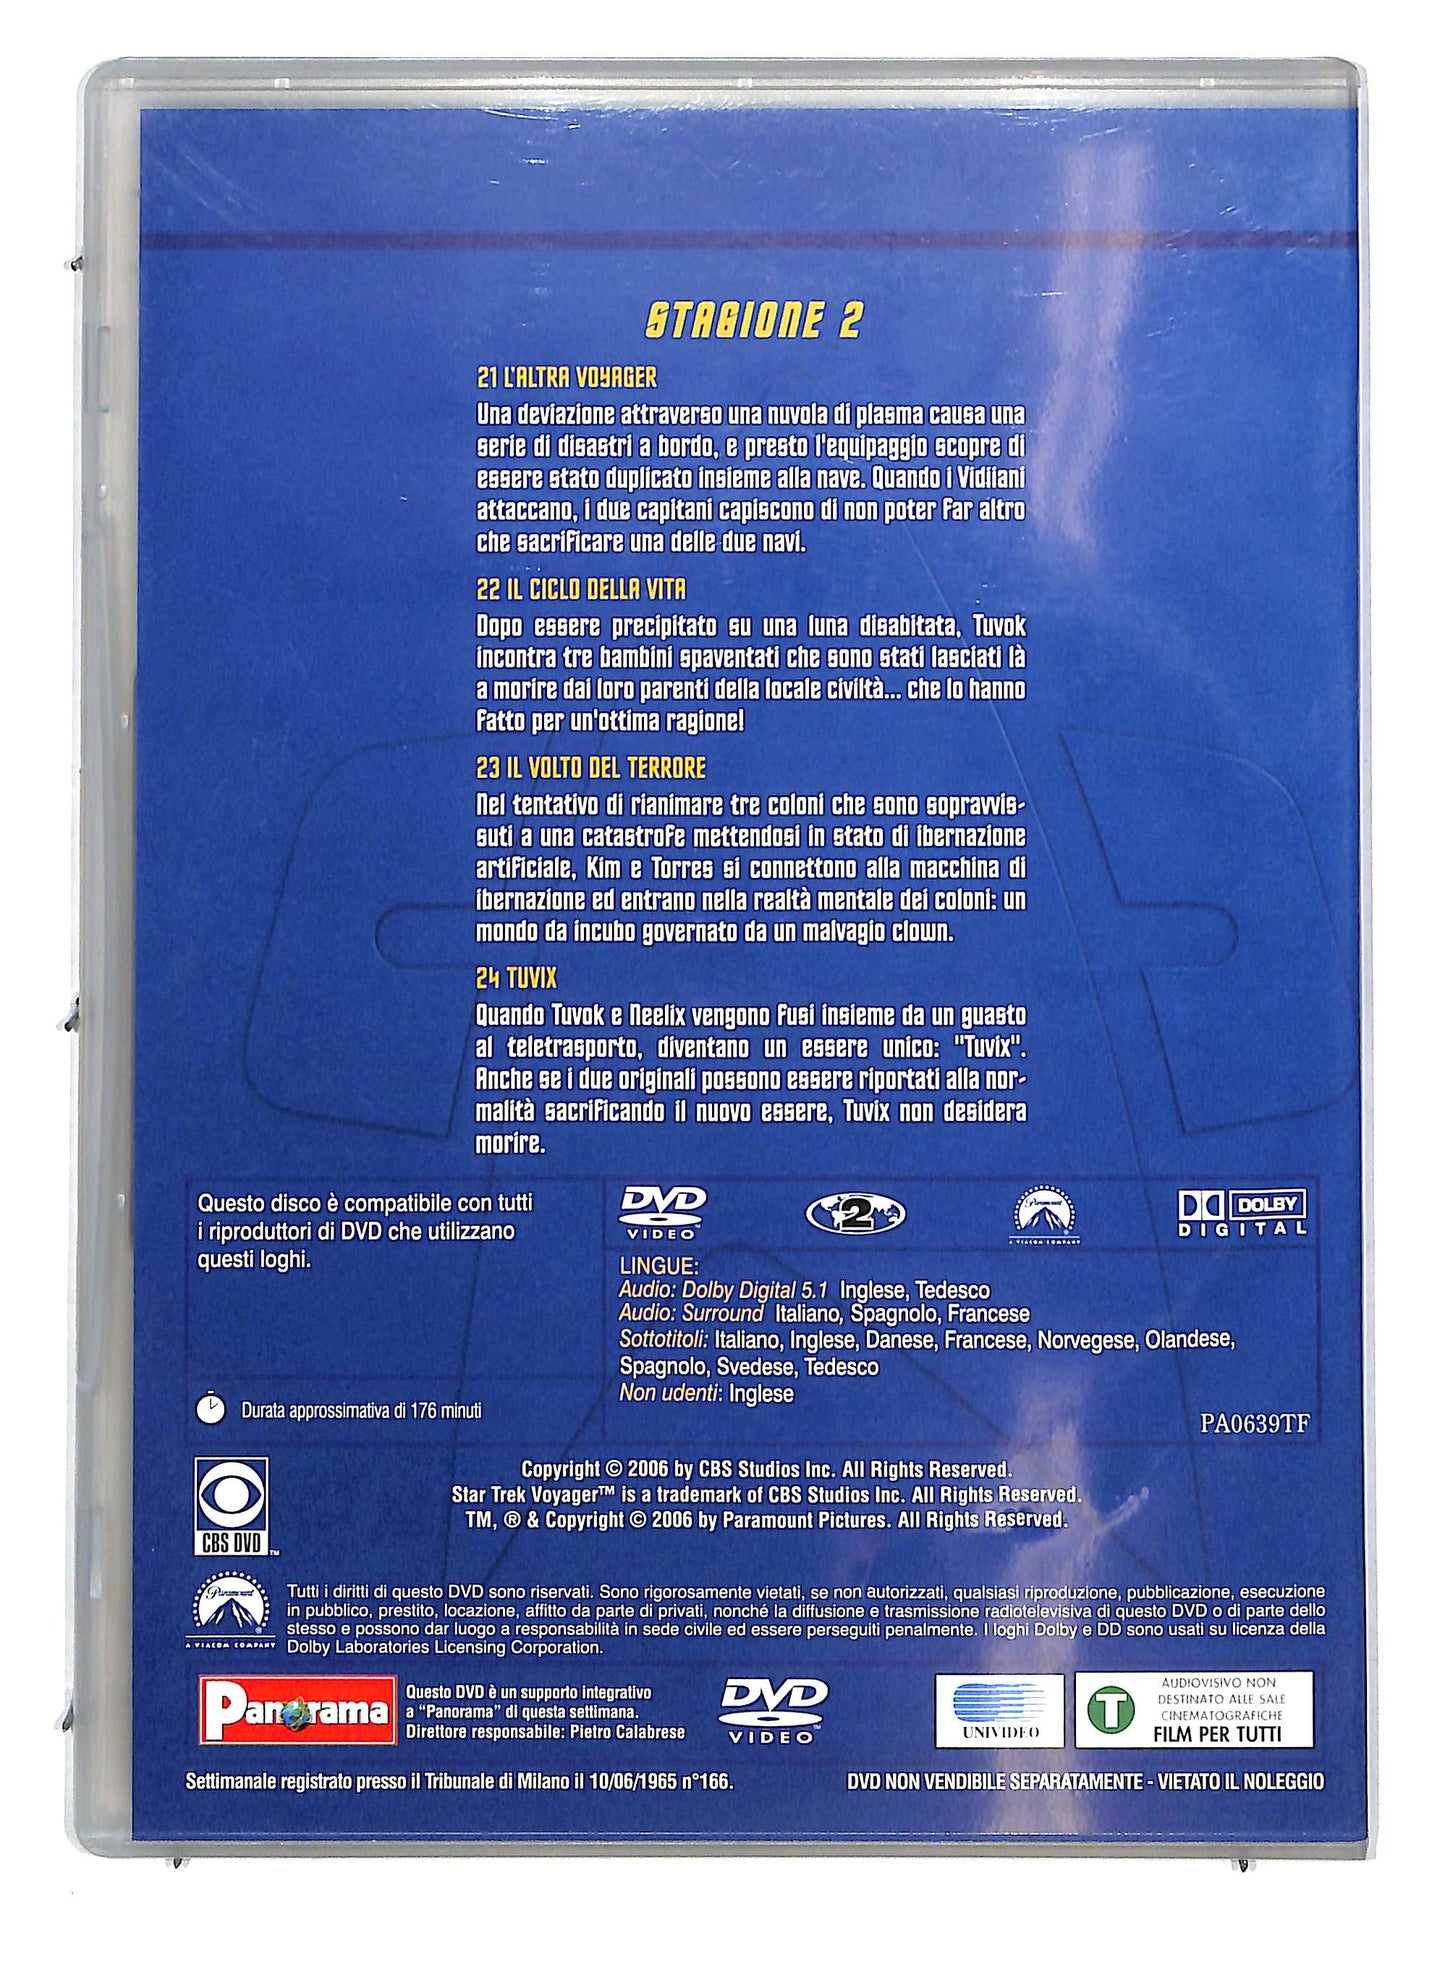 STAGIONE 2
21 L'ALTRA VOYAGER
Una deviazione attraverso una nuvola di plasma causa una
serie di disastri a bordo, e presto l'equipaggio scopre di
essere stato duplicato insieme alla nave. Quando i Vidiiani
attaccano, i due capitani capiscono di non poter far altro
che sacrificare una delle due navi.
22 IL CICLO DELLA VITA
Dopo essere precipitato su una luna disabitata, Tuvok
incontra tre bambini spaventati che sono stati lasciati là
a morire dai loro parenti della locale civiltà... che lo hanno
fatto per un'ottima ragione!
23 IL VOLTO DEL TERRORE
Nel tentativo di rianimare tre coloni che sono sopravvis-
suti a una catastrofe mettendosi in stato di ibernazione
artificiale, Kim e Torres si connettono alla macchina di
ibernazione ed entrano nella realtà mentale dei coloni: un
mondo da incubo governato da un malvagio clown.
24 TUVIX
Quando Tuvok e Neelix vengono fusi insieme da un guasto
al teletrasporto, diventano un essere unico: "Tuvix".
Anche se i due originali possono essere riportati alla nor-
malità sacrificando il nuovo essere, Tuvix non desidera
morire.
Questo disco è compatibile con tutti
i riproduttori di DVD che utilizzano
questi loghi.
DVD VIDEO
2
Paramount
A VIACOM COMPANY
DOLBY DIGITAL
LINGUE:
Audio: Dolby Digital 5.1 Inglese, Tedesco
Audio: Surround Italiano, Spagnolo, Francese
Sottotitoli: Italiano, Inglese, Danese, Francese, Norvegese, Olandese,
Spagnolo, Svedese, Tedesco
Non udenti: Inglese
Durata approssimativa di 176 minuti
PA0639TF
CBS DVD™
Copyright © 2006 by CBS Studios Inc. All Rights Reserved.
Star Trek Voyager™ is a trademark of CBS Studios Inc. All Rights Reserved.
TM, ® & Copyright © 2006 by Paramount Pictures. All Rights Reserved.
Paramount
A VIACOM COMPANY
Tutti i diritti di questo DVD sono riservati. Sono rigorosamente vietati, se non autorizzati, qualsiasi riproduzione, pubblicazione, esecuzione
in pubblico, prestito, locazione, affitto da parte di privati, nonché la diffusione e trasmissione radiotelevisiva di questo DVD o di parte dello
stesso e possono dar luogo a responsabilità in sede civile ed essere perseguiti penalmente. I loghi Dolby e DD sono usati su licenza della
Dolby Laboratories Licensing Corporation.
Panorama
Questo DVD è un supporto integrativo
a “Panorama” di questa settimana.
Direttore responsabile: Pietro Calabrese
DVD VIDEO™
UNIVIDEO
T
AUDIOVISIVO NON
DESTINATO ALLE SALE
CINEMATOGRAFICHE
FILM PER TUTTI
Settimanale registrato presso il Tribunale di Milano il 10/06/1965 n°166.
DVD NON VENDIBILE SEPARATAMENTE - VIETATO IL NOLEGGIO